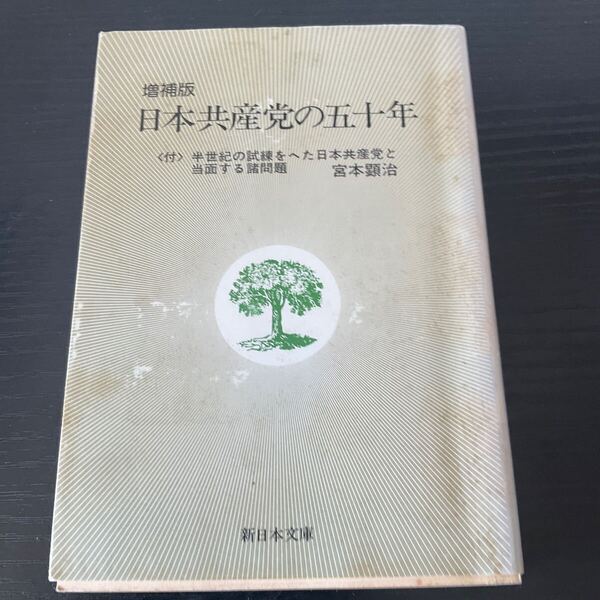 増補版
日本共産党の五十年
〈付〉半世紀の試練をへた日本共産党と
当面する諸問題 宮本顕治
新日本文庫